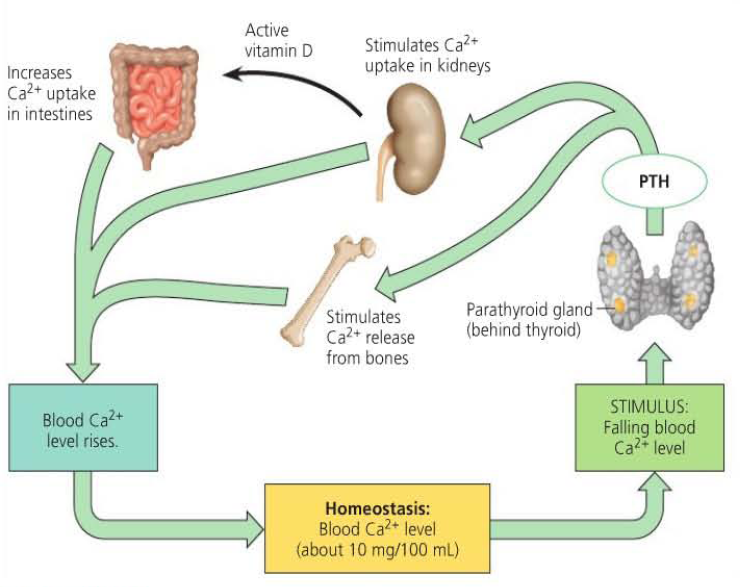 Active
vitamin D
Stimulates Ca²⁺
uptake in kidneys
Increases
Ca²⁺ uptake
in intestines
PTH
Stimulates
Ca²⁺ release
from bones
Parathyroid gland
(behind thyroid)
Blood Ca²⁺
level rises.
STIMULUS:
Falling blood
Ca²⁺ level
Homeostasis:
Blood Ca²⁺ level
(about 10 mg/100 mL)